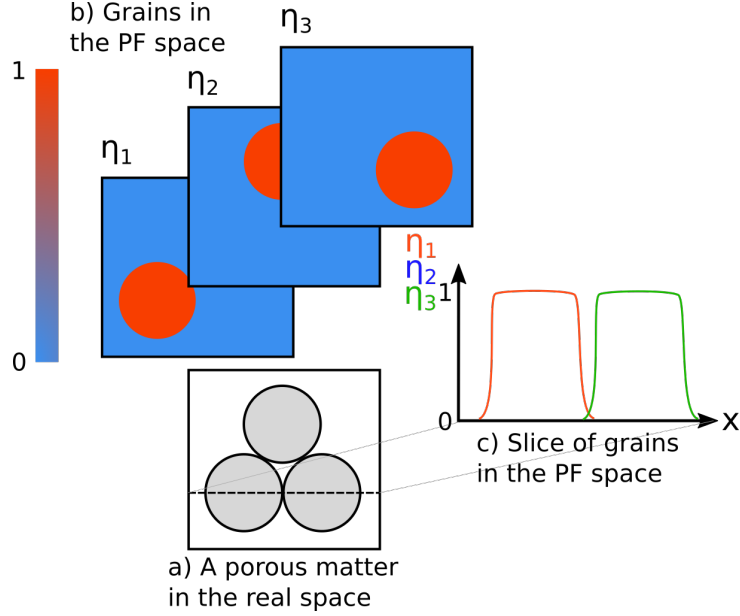 b) Grains in
the PF space
1
0
η₁
η₂
η₃
η₁
η₂
η₃
1
0
x
c) Slice of grains
in the PF space
a) A porous matter
in the real space